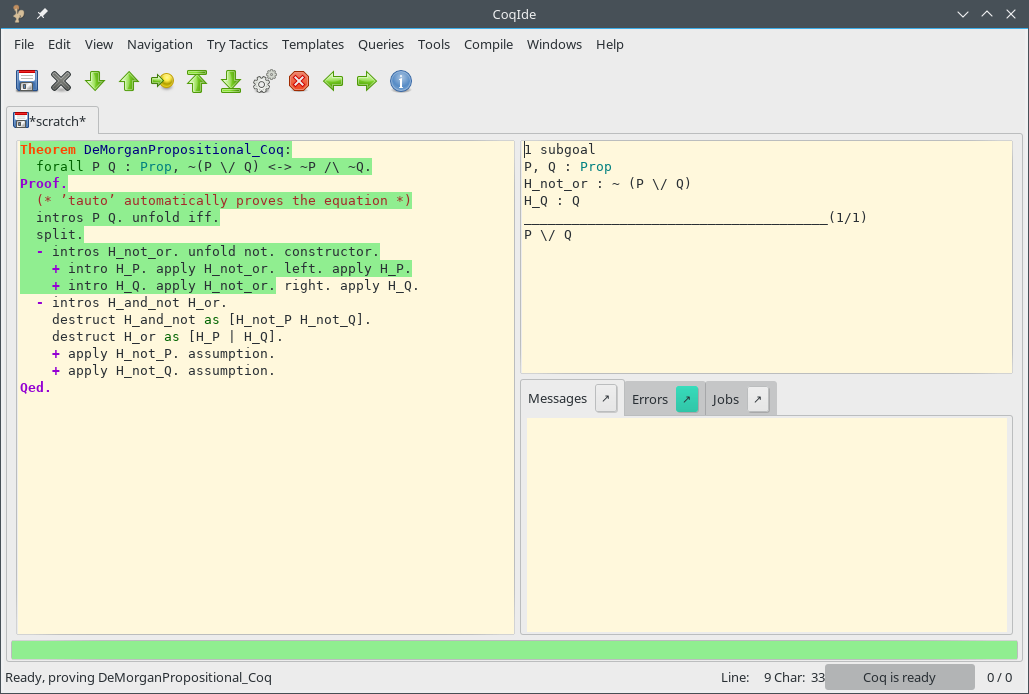 CoqIde
File Edit View Navigation Try Tactics Templates Queries Tools Compile Windows Help
*scratch*
Theorem DeMorganPropositional_Coq:
  forall P Q : Prop, ~(P \/ Q) <-> ~P /\ ~Q.
Proof.
  (* ’tauto’ automatically proves the equation *)
  intros P Q. unfold iff.
  split.
  - intros H_not_or. unfold not. constructor.
    + intro H_P. apply H_not_or. left. apply H_P.
    + intro H_Q. apply H_not_or. right. apply H_Q.
  - intros H_and_not H_or.
    destruct H_and_not as [H_not_P H_not_Q].
    destruct H_or as [H_P | H_Q].
    + apply H_not_P. assumption.
    + apply H_not_Q. assumption.
Qed.
1 subgoal
P, Q : Prop
H_not_or : ~ (P \/ Q)
H_Q : Q
______________________________________(1/1)
P \/ Q
Messages ↗ Errors ↗ Jobs ↗
Ready, proving DeMorganPropositional_Coq Line: 9 Char: 33 Coq is ready 0 / 0